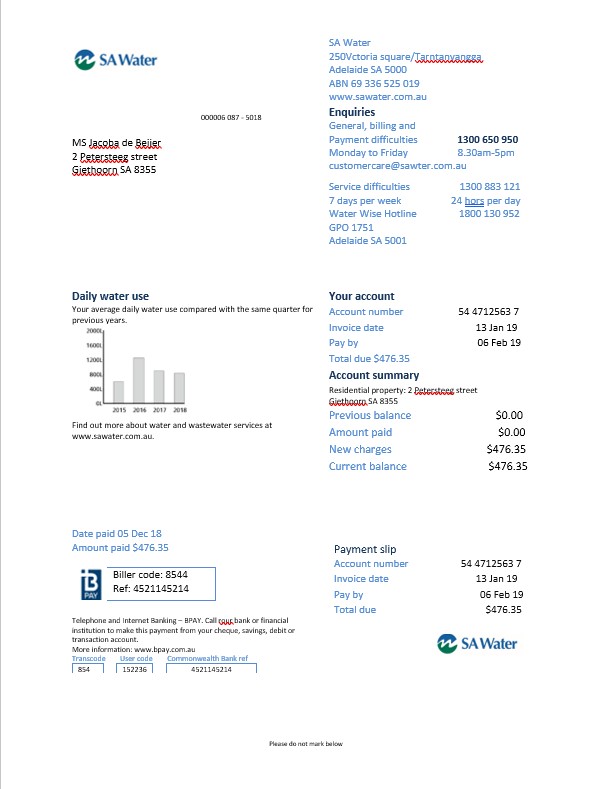 SA Water
SA Water
250Vctoria square/Tarntanyangga
Adelaide SA 5000
ABN 69 336 525 019
www.sawater.com.au
Enquiries
General, billing and
Payment difficulties 1300 650 950
Monday to Friday 8.30am-5pm
customercare@sawter.com.au
000006 087 - 5018
MS Jacoba de Beijer
2 Petersteeg street
Giethoorn SA 8355
Service difficulties 1300 883 121
7 days per week 24 hors per day
Water Wise Hotline 1800 130 952
GPO 1751
Adelaide SA 5001
Daily water use
Your average daily water use compared with the same quarter for
previous years.
2000L
1600L
1200L
800L
400L
0L
2015 2016 2017 2018
Find out more about water and wastewater services at
www.sawater.com.au.
Your account
Account number 54 4712563 7
Invoice date 13 Jan 19
Pay by 06 Feb 19
Total due $476.35
Account summary
Residential property: 2 Petersteeg street
Giethoorn SA 8355
Previous balance $0.00
Amount paid $0.00
New charges $476.35
Current balance $476.35
Date paid 05 Dec 18
Amount paid $476.35
B
PAY
Biller code: 8544
Ref: 4521145214
Telephone and Internet Banking – BPAY. Call rour bank or financial
institution to make this payment from your cheque, savings, debit or
transaction account.
More information: www.bpay.com.au
Transcode User code Commonwealth Bank ref
854 152236 4521145214
Payment slip
Account number 54 4712563 7
Invoice date 13 Jan 19
Pay by 06 Feb 19
Total due $476.35
SA Water
Please do not mark below